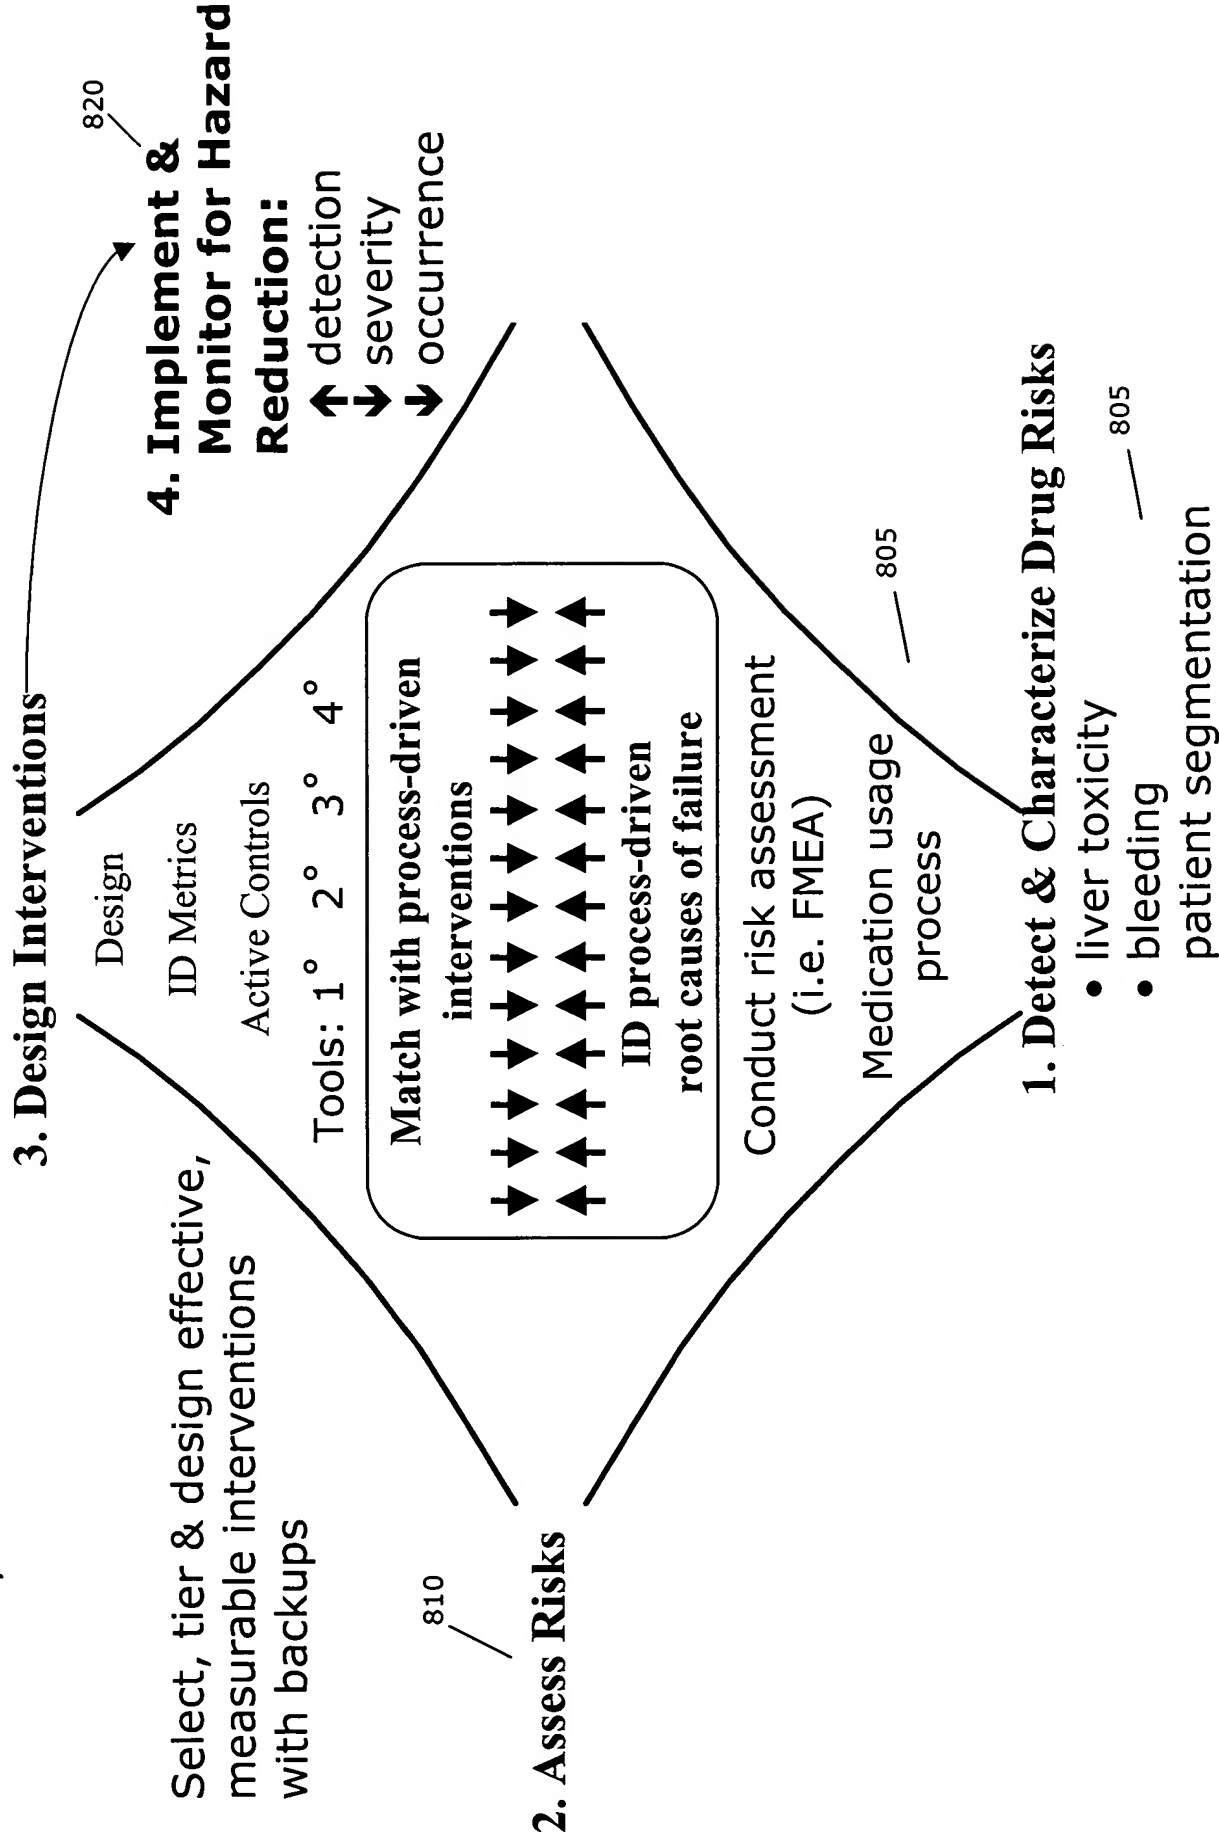 3. Design Interventions
820
4. Implement &
Monitor for Hazard
Reduction:
detection
severity
occurrence
Select, tier & design effective,
measurable interventions
with backups
Design
ID Metrics
Active Controls
Tools: 1° 2° 3° 4°
Match with process-driven
interventions
ID process-driven
root causes of failure
810
2. Assess Risks
Conduct risk assessment
(i.e. FMEA)
Medication usage
process
805
1. Detect & Characterize Drug Risks
• liver toxicity
• bleeding
patient segmentation
805